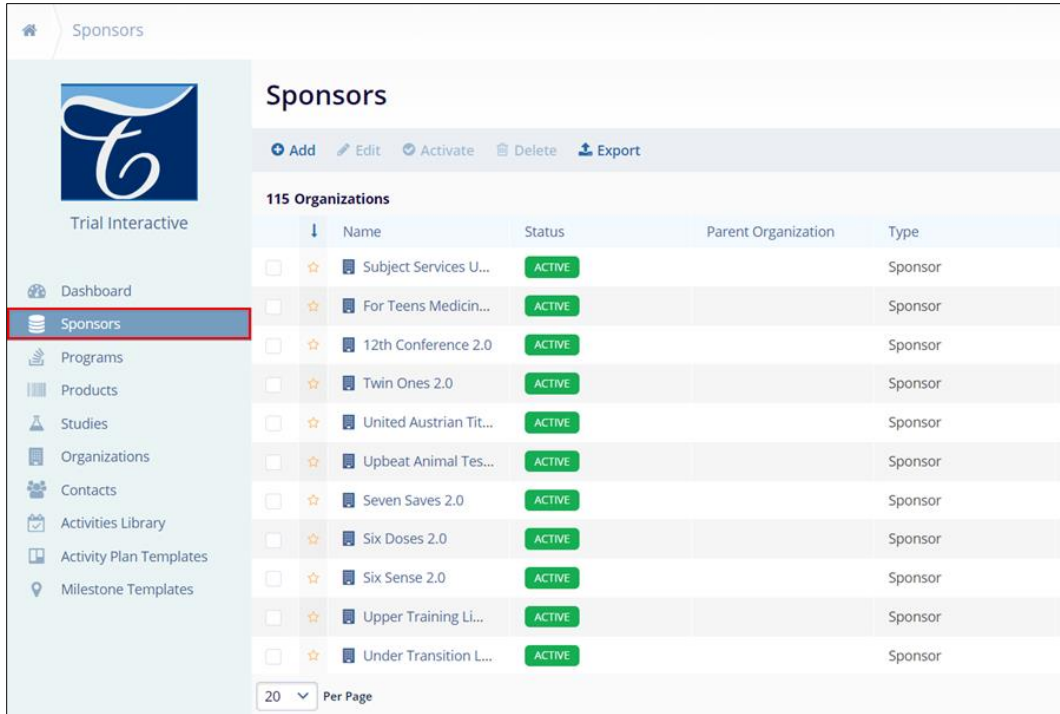 Sponsors
Trial Interactive
Dashboard
Sponsors
Programs
Products
Studies
Organizations
Contacts
Activities Library
Activity Plan Templates
Milestone Templates
Sponsors
Add Edit Activate Delete Export
115 Organizations
Name Status Parent Organization Type
Subject Services U... ACTIVE Sponsor
For Teens Medicin... ACTIVE Sponsor
12th Conference 2.0 ACTIVE Sponsor
Twin Ones 2.0 ACTIVE Sponsor
United Austrian Tit... ACTIVE Sponsor
Upbeat Animal Tes... ACTIVE Sponsor
Seven Saves 2.0 ACTIVE Sponsor
Six Doses 2.0 ACTIVE Sponsor
Six Sense 2.0 ACTIVE Sponsor
Upper Training Li... ACTIVE Sponsor
Under Transition L... ACTIVE Sponsor
20 Per Page